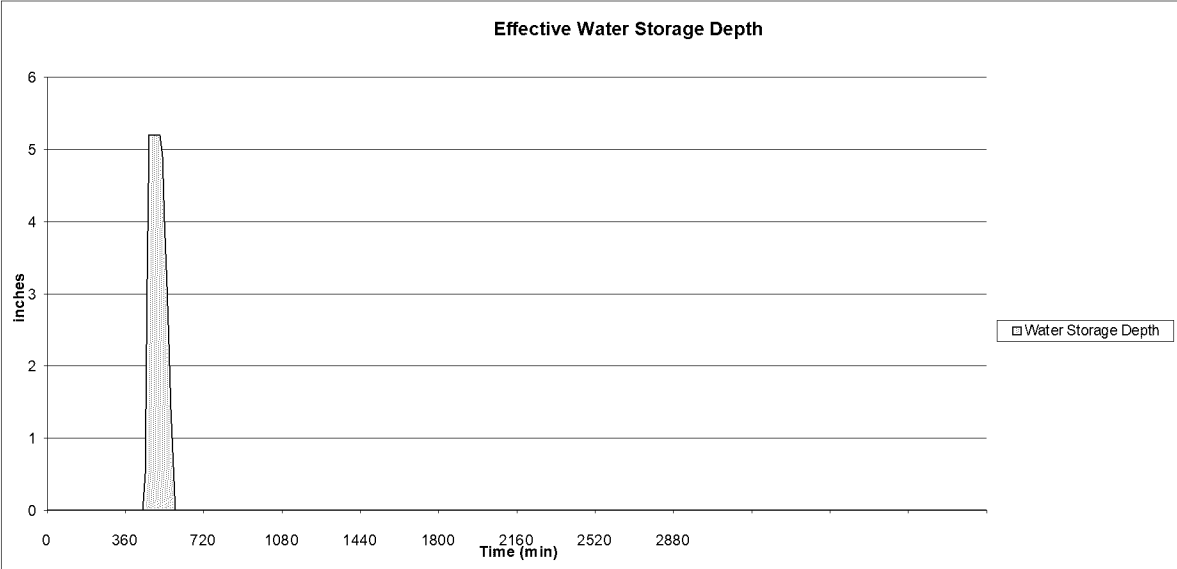 Effective Water Storage Depth
6
5
4
3
2
1
0
inches
Water Storage Depth
0 360 720 1080 1440 1800 2160 2520 2880
Time (min)